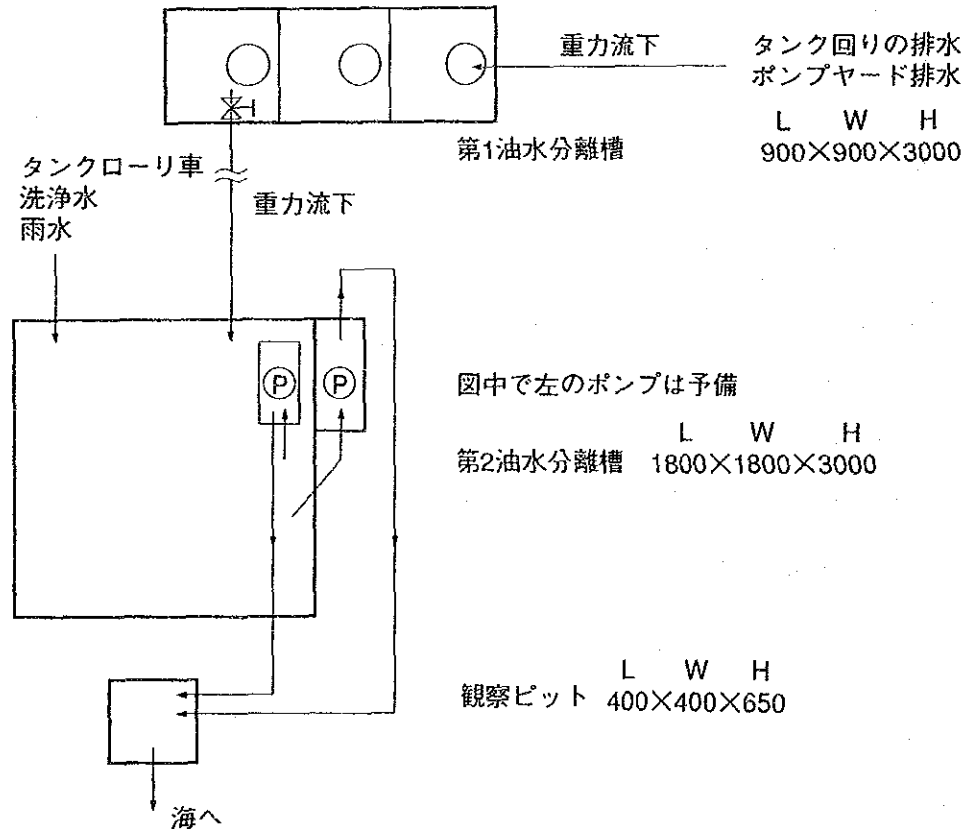 重力流下
タンク回りの排水
ポンプヤード排水
L W H
900×900×3000
第1油水分離槽
タンクローリ車
洗浄水
雨水
重力流下
P P
図中で左のポンプは予備
L W H
第2油水分離槽 1800×1800×3000
L W H
観察ピット 400×400×650
海へ